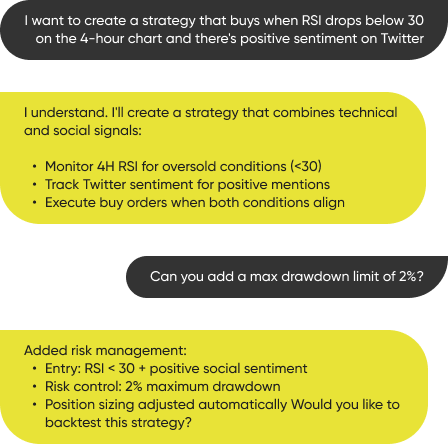 I want to create a strategy that buys when RSI drops below 30
on the 4-hour chart and there's positive sentiment on Twitter
I understand. I'll create a strategy that combines technical
and social signals:
• Monitor 4H RSI for oversold conditions (<30)
• Track Twitter sentiment for positive mentions
• Execute buy orders when both conditions align
Can you add a max drawdown limit of 2%?
Added risk management:
• Entry: RSI < 30 + positive social sentiment
• Risk control: 2% maximum drawdown
• Position sizing adjusted automatically Would you like to
backtest this strategy?